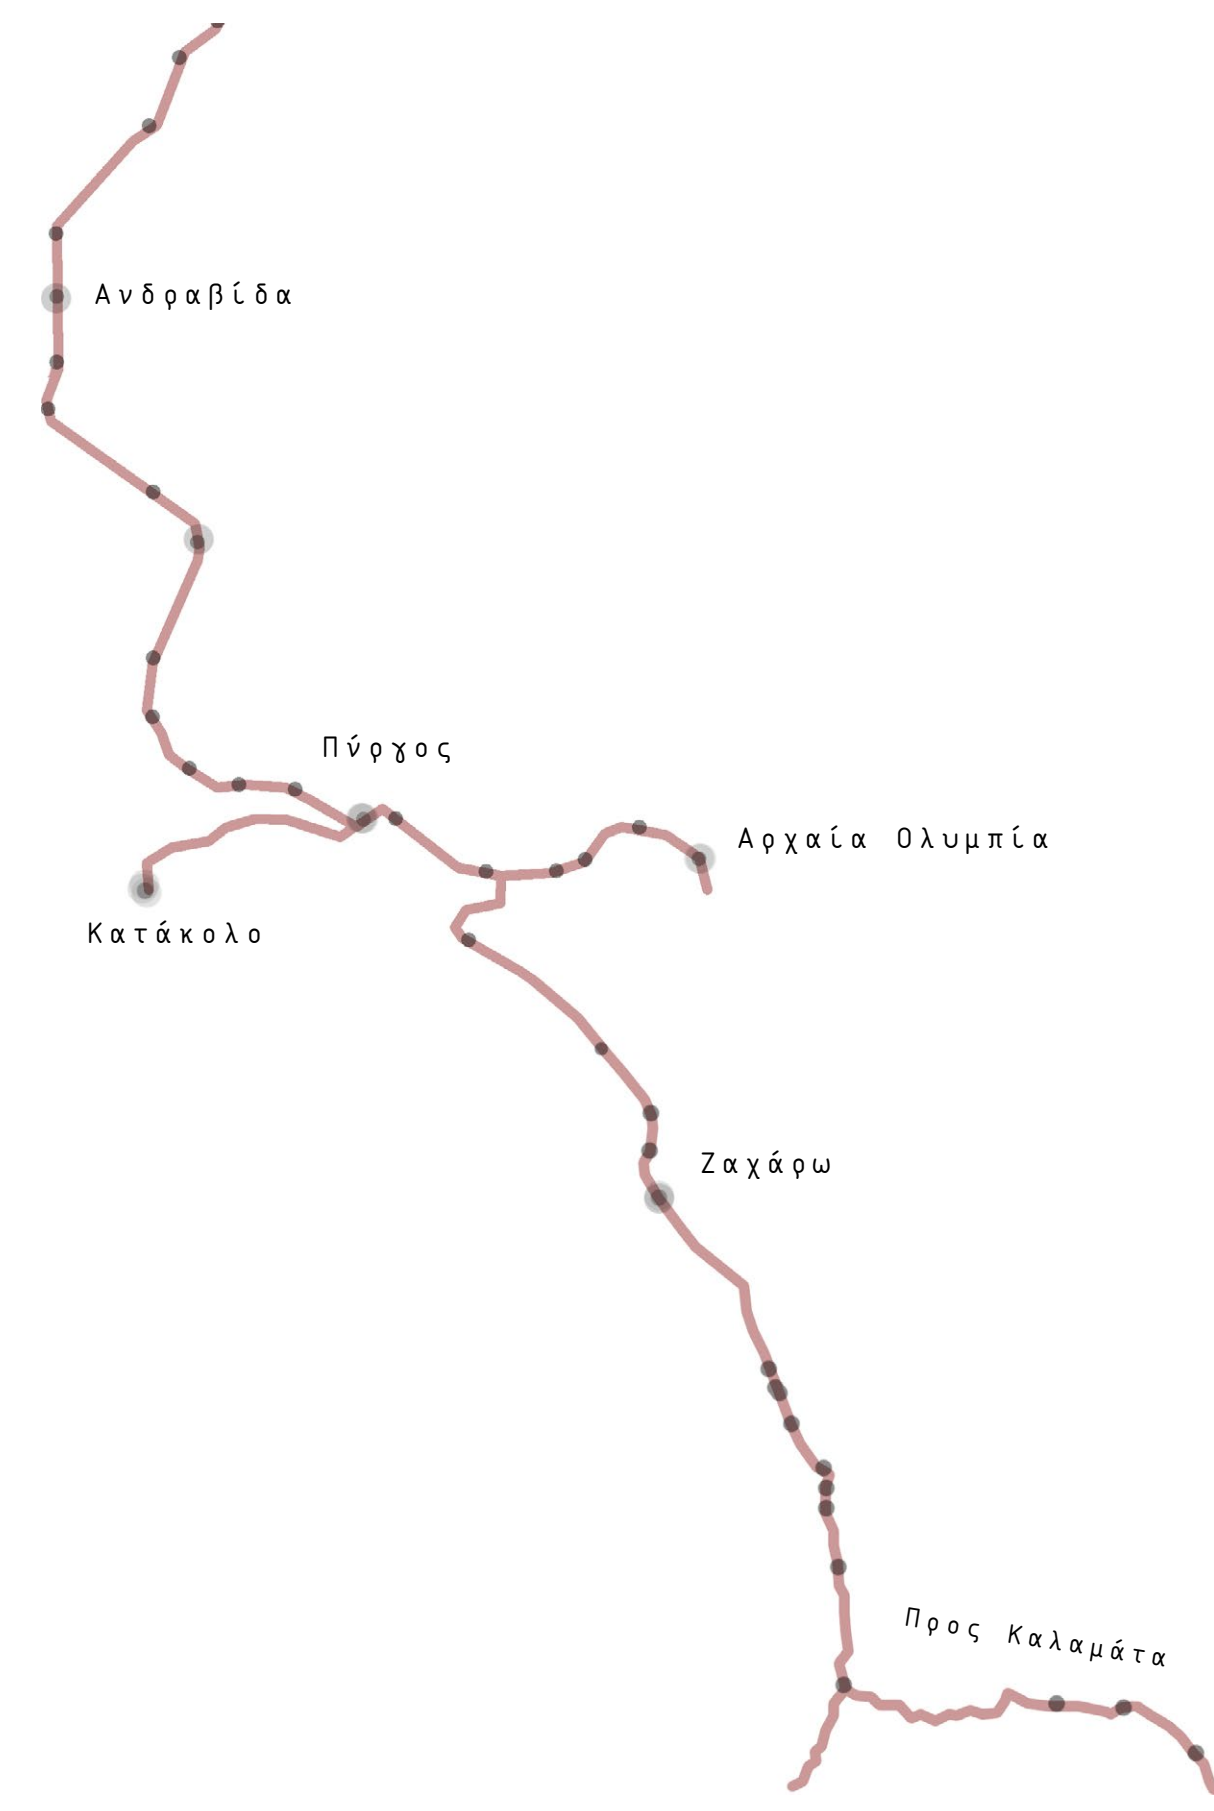 Ανδραβίδα
Πύργος
Αρχαία Ολυμπία
Κατάκολο
Ζαχάρω
Προς Καλαμάτα